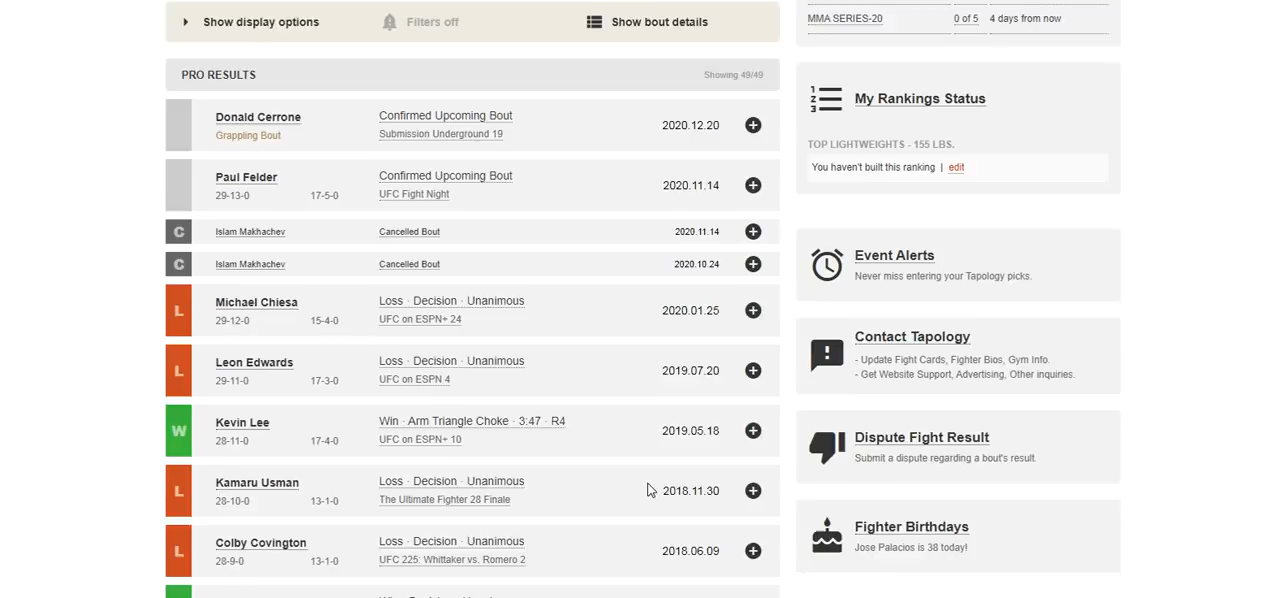 Show display options
Filters off
Show bout details
PRO RESULTS
Showing 49/49
Donald Cerrone
Grappling Bout
Confirmed Upcoming Bout
Submission Underground 19
2020.12.20
Paul Felder
29-13-0 17-5-0
Confirmed Upcoming Bout
UFC Fight Night
2020.11.14
C Islam Makhachev Cancelled Bout 2020.11.14
C Islam Makhachev Cancelled Bout 2020.10.24
L
Michael Chiesa
29-12-0 15-4-0
Loss · Decision · Unanimous
UFC on ESPN+ 24
2020.01.25
L
Leon Edwards
29-11-0 17-3-0
Loss · Decision · Unanimous
UFC on ESPN 4
2019.07.20
W
Kevin Lee
28-11-0 17-4-0
Win · Arm Triangle Choke · 3:47 · R4
UFC on ESPN+ 10
2019.05.18
L
Kamaru Usman
28-10-0 13-1-0
Loss · Decision · Unanimous
The Ultimate Fighter 28 Finale
2018.11.30
L
Colby Covington
28-9-0 13-1-0
Loss · Decision · Unanimous
UFC 225: Whittaker vs. Romero 2
2018.06.09
MMA SERIES-20 0 of 5 4 days from now
My Rankings Status
TOP LIGHTWEIGHTS - 155 LBS.
You haven't built this ranking | edit
Event Alerts
Never miss entering your Tapology picks.
Contact Tapology
- Update Fight Cards, Fighter Bios, Gym Info.
- Get Website Support, Advertising, Other inquiries.
Dispute Fight Result
Submit a dispute regarding a bout's result.
Fighter Birthdays
Jose Palacios is 38 today!